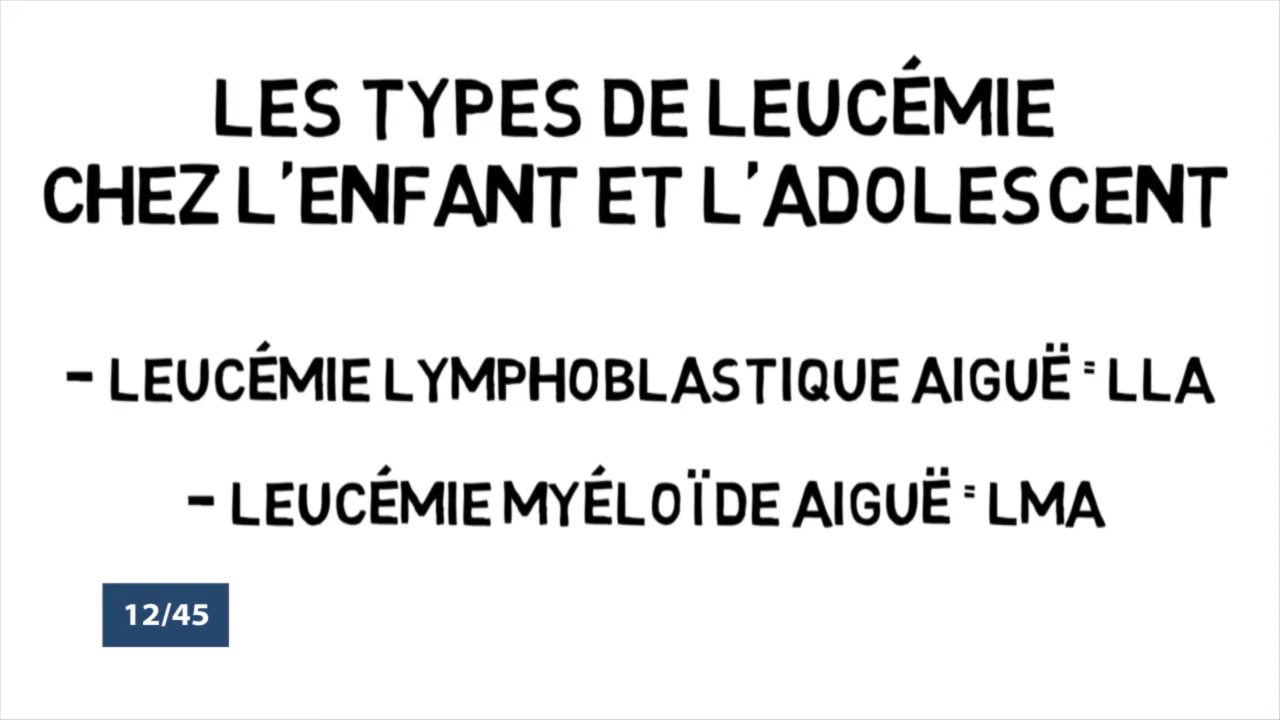 LES TYPES DE LEUCÉMIE
CHEZ L'ENFANT ET L'ADOLESCENT
- LEUCÉMIE LYMPHOBLASTIQUE AIGUË = LLA
- LEUCÉMIE MYÉLOÏDE AIGUË = LMA
12/45